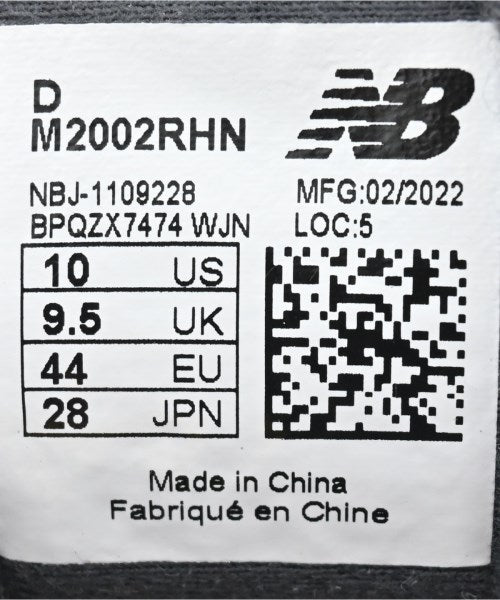 D
M2002RHN
NB
NBJ-1109228
MFG:02/2022
BPQZX7474 WJN
LOC:5
10 US
9.5 UK
44 EU
28 JPN
Made in China
Fabriqué en Chine